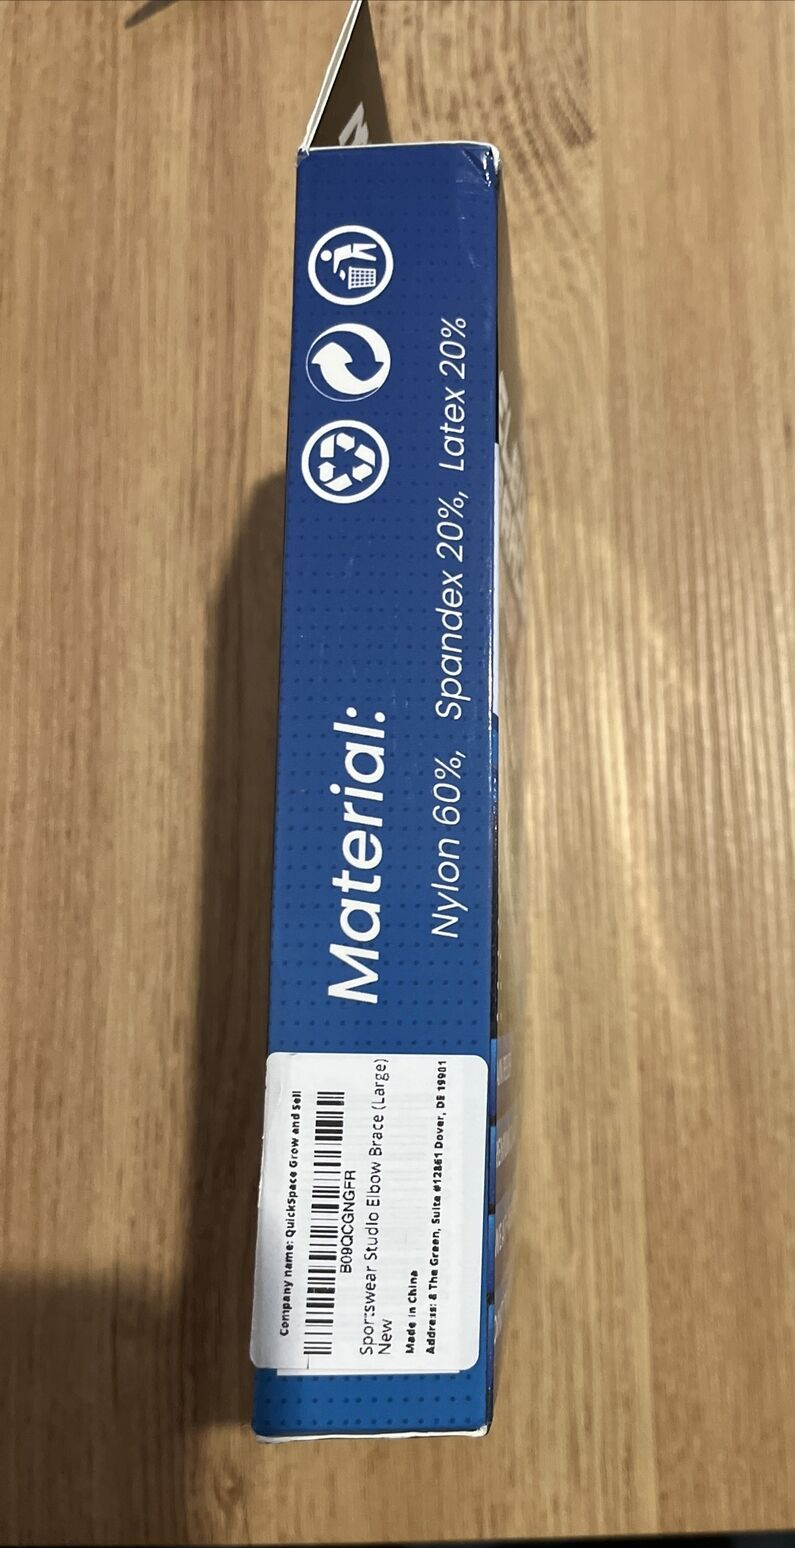 Material:
Nylon 60%, Spandex 20%, Latex 20%
Company name: QuickSpace Grow and Sell
B09QCGNGFR
Sportswear Studio Elbow Brace (Large)
New
Made in China
Address: 8 The Green, Suite #12861 Dover, DE 19901